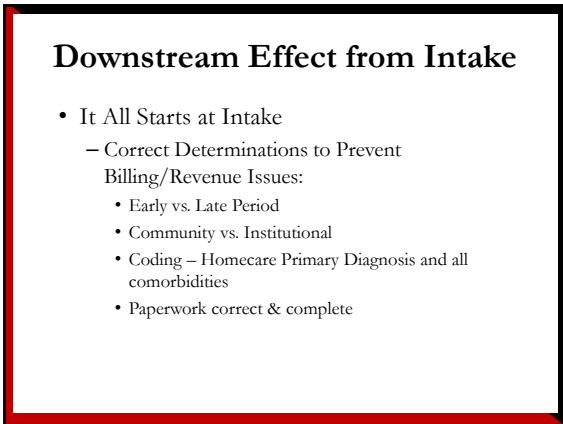 Downstream Effect from Intake
• It All Starts at Intake
– Correct Determinations to Prevent
Billing/Revenue Issues:
• Early vs. Late Period
• Community vs. Institutional
• Coding – Homecare Primary Diagnosis and all
comorbidities
• Paperwork correct & complete